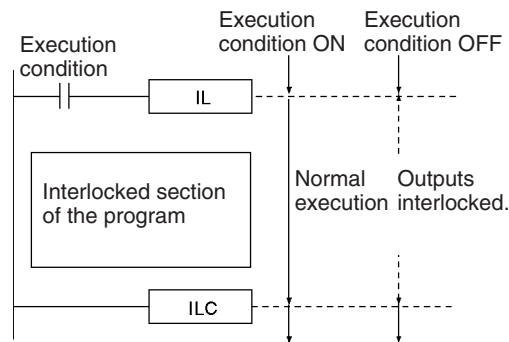 Execution
condition
Execution
condition ON
Execution
condition OFF
IL
Interlocked section
of the program
Normal
execution
Outputs
interlocked.
ILC